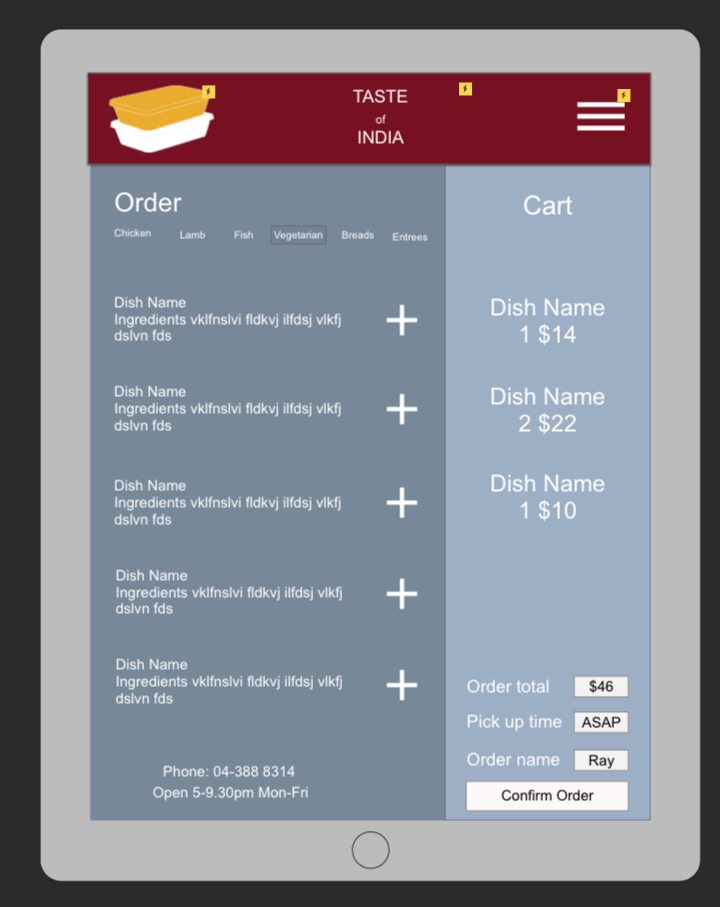 TASTE
of
INDIA
Order
Chicken Lamb Fish Vegetarian Breads Entrees
Dish Name
Ingredients vklfnslvi fldkvj ilfdsj vlkfj
dslvn fds
Dish Name
Ingredients vklfnslvi fldkvj ilfdsj vlkfj
dslvn fds
Dish Name
Ingredients vklfnslvi fldkvj ilfdsj vlkfj
dslvn fds
Dish Name
Ingredients vklfnslvi fldkvj ilfdsj vlkfj
dslvn fds
Dish Name
Ingredients vklfnslvi fldkvj ilfdsj vlkfj
dslvn fds
Phone: 04-388 8314
Open 5-9.30pm Mon-Fri
Cart
Dish Name
1 $14
Dish Name
2 $22
Dish Name
1 $10
Order total $46
Pick up time ASAP
Order name Ray
Confirm Order